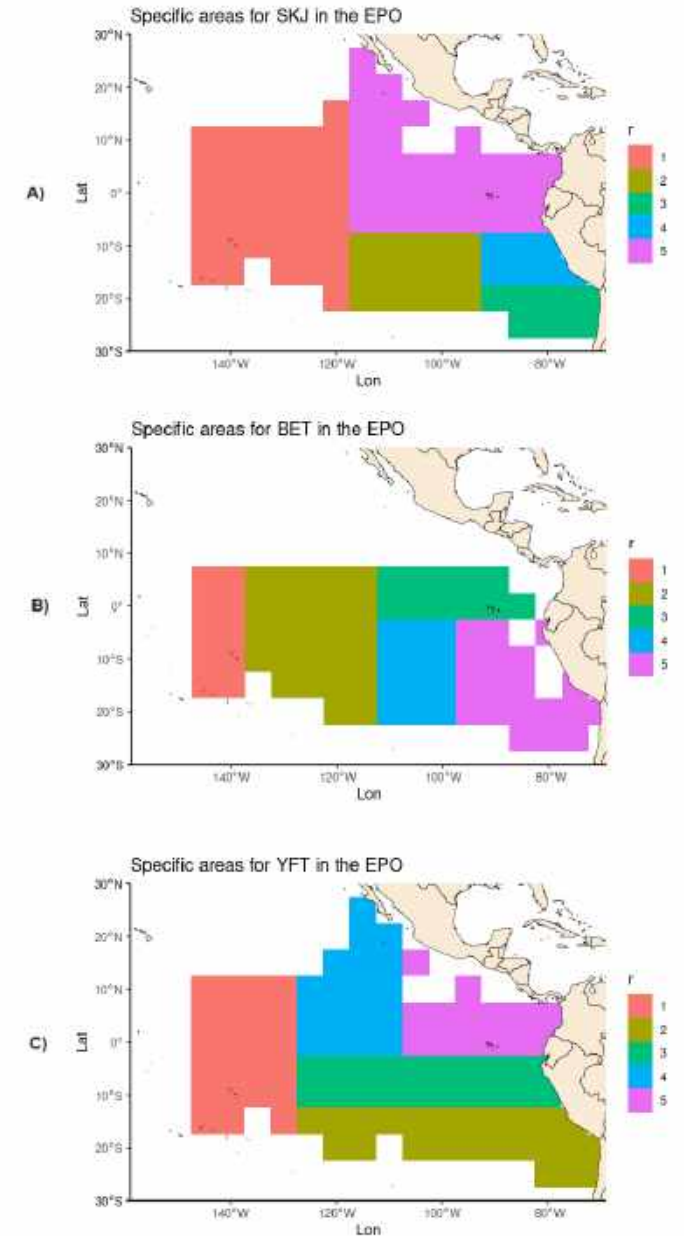 Specific areas for SKJ in the EPO
30°N
20°N
10°N
0°
10°S
20°S
30°S
A)
Lat
140°W
120°W
100°W
80°W
Lon
r
1
2
3
4
5
Specific areas for BET in the EPO
30°N
20°N
10°N
0°
10°S
20°S
30°S
B)
Lat
140°W
120°W
100°W
80°W
Lon
r
1
2
3
4
5
Specific areas for YFT in the EPO
30°N
20°N
10°N
0°
10°S
20°S
30°S
C)
Lat
140°W
120°W
100°W
80°W
Lon
r
1
2
3
4
5